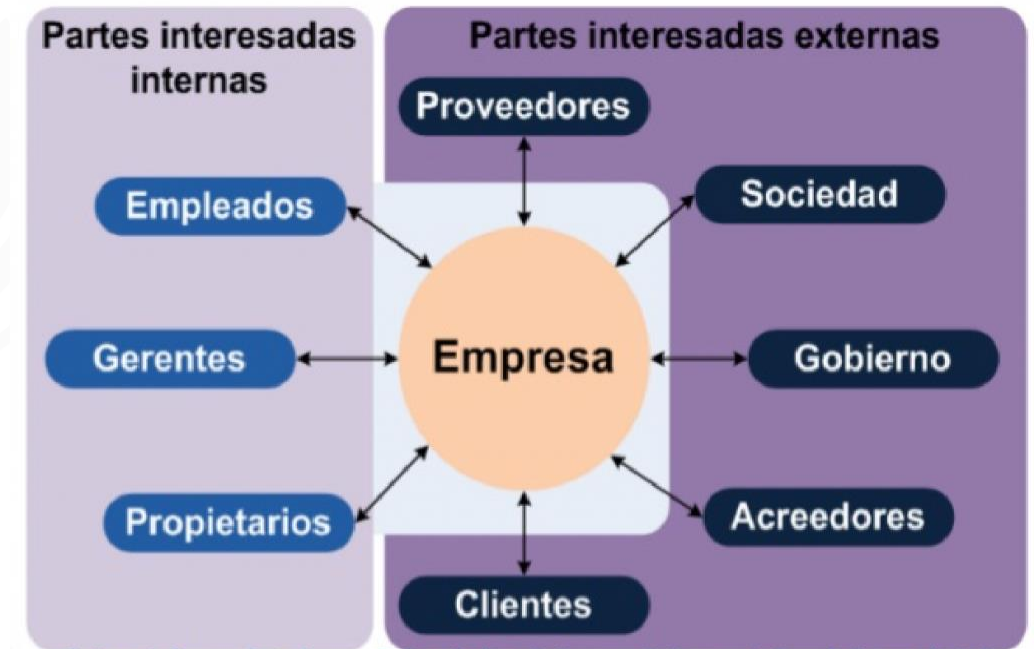 Partes interesadas
internas
Partes interesadas externas
Proveedores
Empleados
Sociedad
Gerentes
Empresa
Gobierno
Propietarios
Acreedores
Clientes